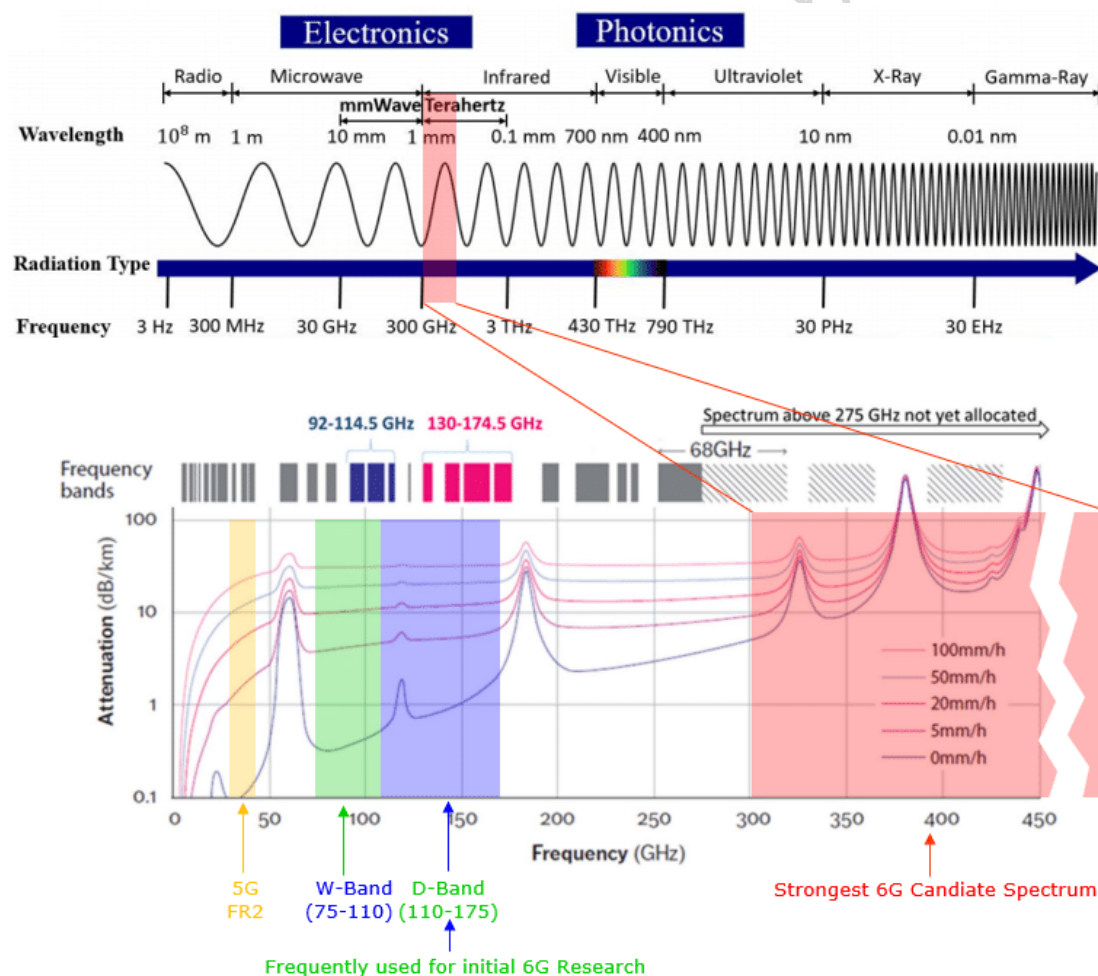 Electronics Photonics
Radio Microwave Infrared Visible Ultraviolet X-Ray Gamma-Ray
mmWave Terahertz
Wavelength 10⁸ m 1 m 10 mm 1 mm 0.1 mm 700 nm 400 nm 10 nm 0.01 nm
Radiation Type
Frequency 3 Hz 300 MHz 30 GHz 300 GHz 3 THz 430 THz 790 THz 30 PHz 30 EHz
Spectrum above 275 GHz not yet allocated
92-114.5 GHz 130-174.5 GHz
68GHz
Frequency
bands
100
10
1
0.1
Attenuation (dB/km)
100mm/h
50mm/h
20mm/h
5mm/h
0mm/h
0 50 100 150 200 250 300 350 400 450
Frequency (GHz)
5G
FR2
W-Band
(75-110)
D-Band
(110-175)
Strongest 6G Candiate Spectrum
Frequently used for initial 6G Research